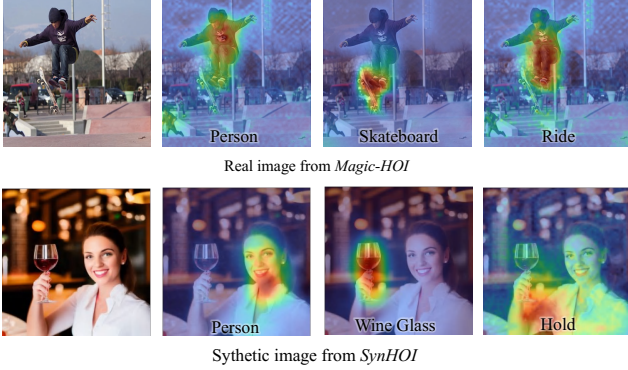 Person Skateboard Ride
Real image from Magic-HOI
Person Wine Glass Hold
Sythetic image from SynHOI